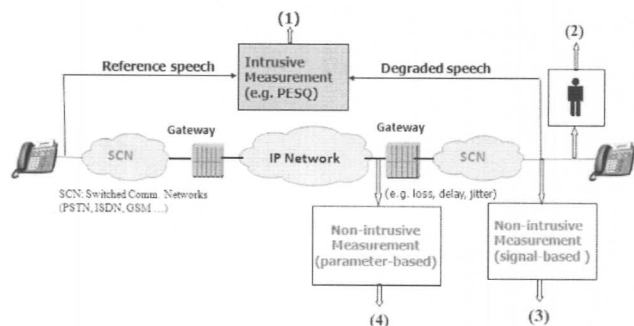 (1)
(2)
Reference speech
Intrusive
Measurement
(e.g. PESQ)
Degraded speech
Gateway
Gateway
SCN
IP Network
SCN
SCN: Switched Comm. Networks
(PSTN, ISDN, GSM ...)
(e.g. loss, delay, jitter)
Non-intrusive
Measurement
(parameter-based)
Non-intrusive
Measurement
(signal-based )
(4)
(3)